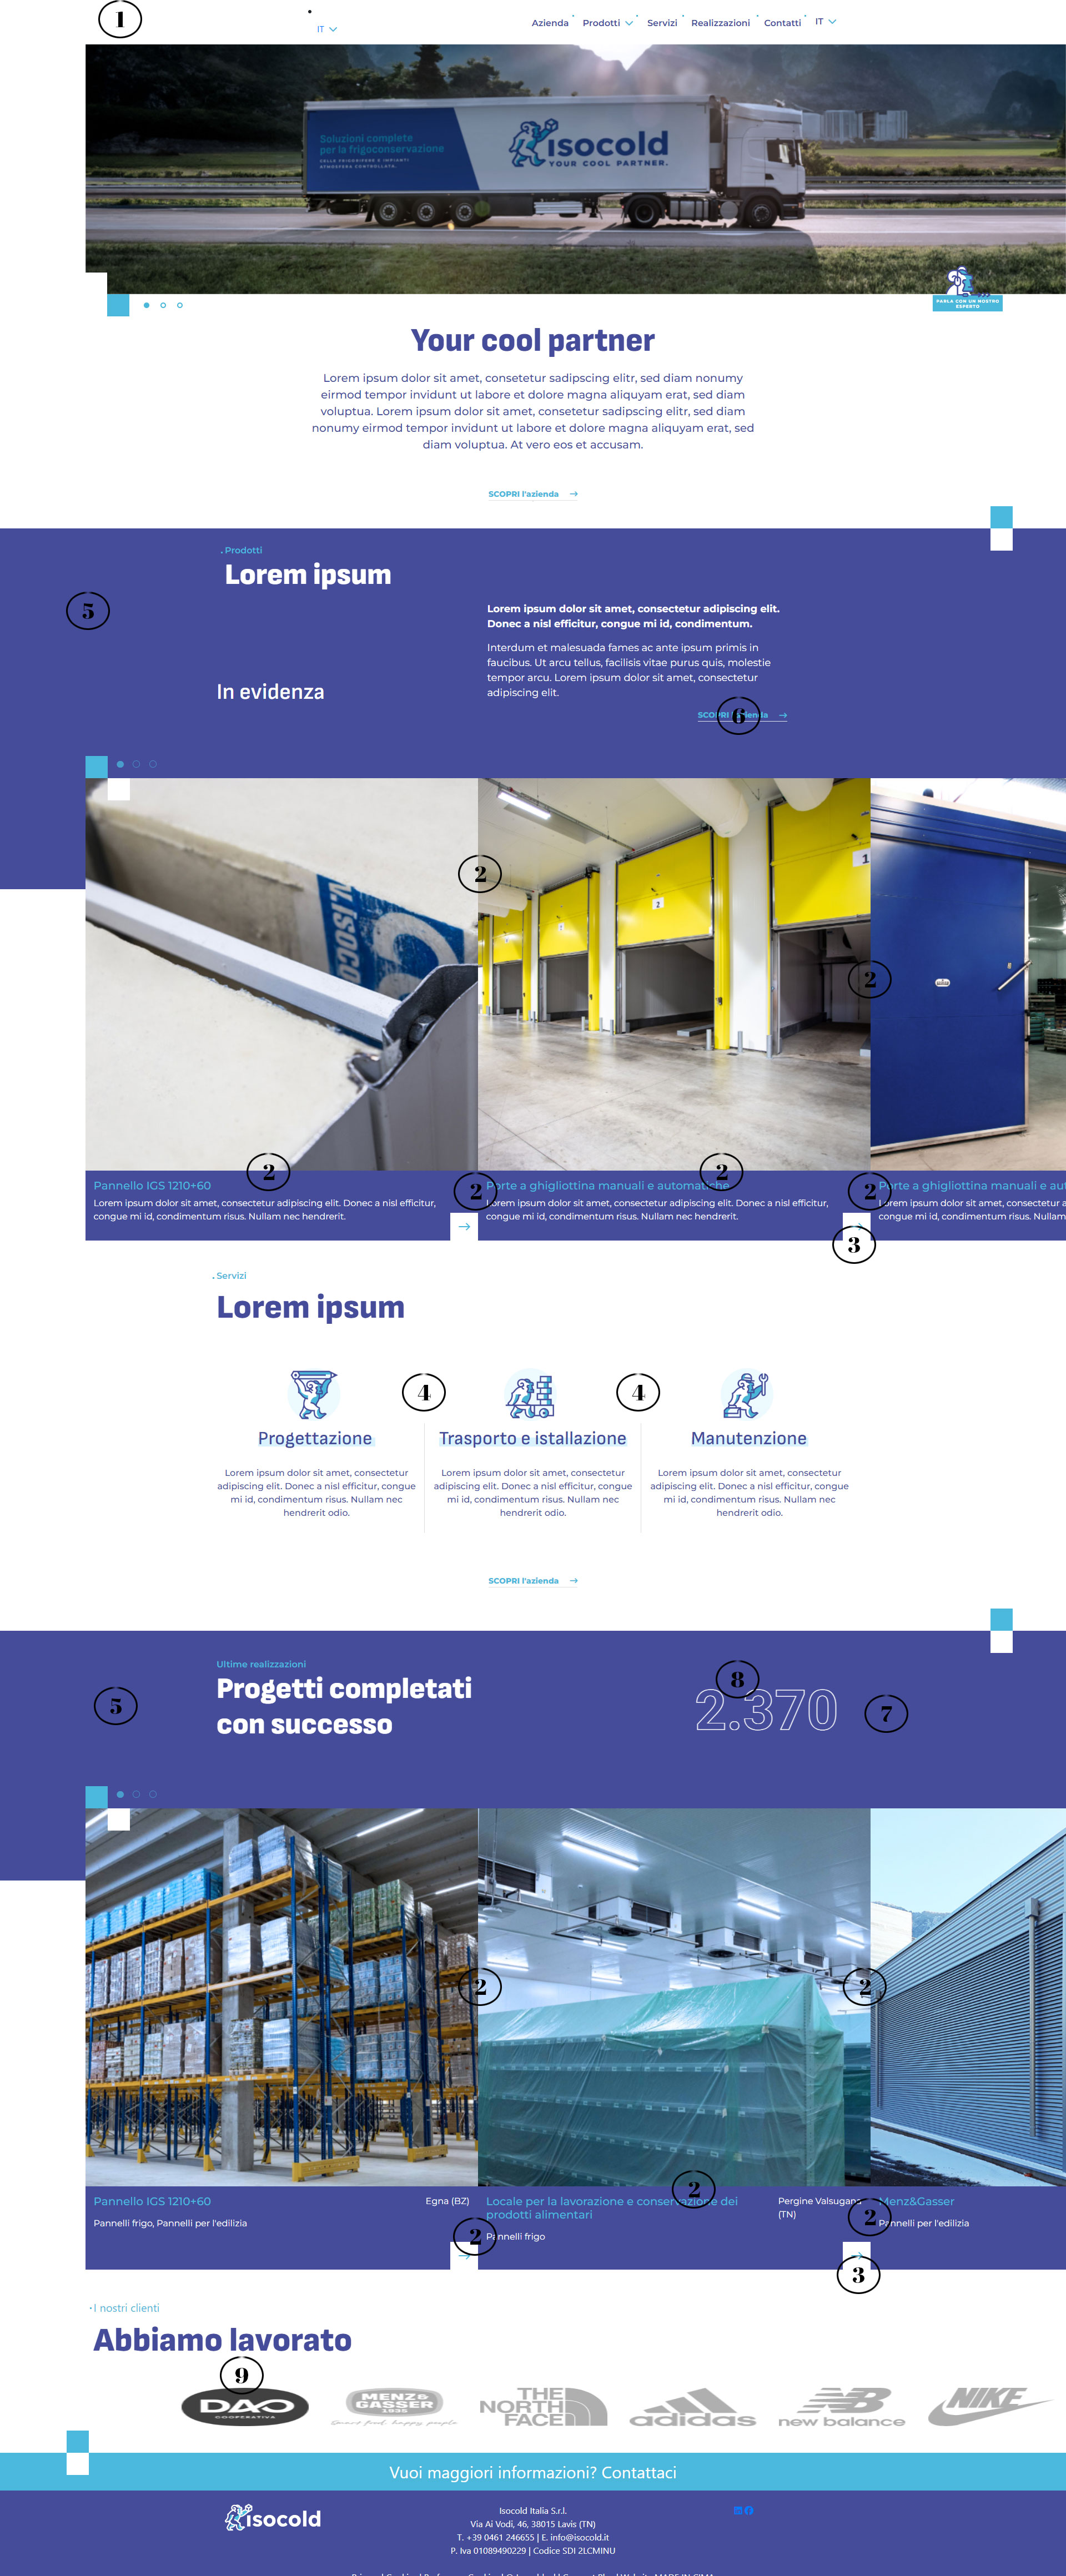 1
IT
Azienda Prodotti Servizi Realizzazioni Contatti IT
Soluzioni complete
per la frigoconservazione
CELLE FRIGORIFERE E IMPIANTI
ATMOSFERA CONTROLLATA.
isocold
YOUR COOL PARTNER.
PARLA CON UN NOSTRO
ESPERTO
Your cool partner
Lorem ipsum dolor sit amet, consetetur sadipscing elitr, sed diam nonumy
eirmod tempor invidunt ut labore et dolore magna aliquyam erat, sed diam
voluptua. Lorem ipsum dolor sit amet, consetetur sadipscing elitr, sed diam
nonumy eirmod tempor invidunt ut labore et dolore magna aliquyam erat, sed
diam voluptua. At vero eos et accusam.
SCOPRI l'azienda
. Prodotti
Lorem ipsum
5
Lorem ipsum dolor sit amet, consectetur adipiscing elit.
Donec a nisl efficitur, congue mi id, condimentum.
Interdum et malesuada fames ac ante ipsum primis in
faucibus. Ut arcu tellus, facilisis vitae purus quis, molestie
tempor arcu. Lorem ipsum dolor sit amet, consectetur
adipiscing elit.
In evidenza
SCOPRI l'azienda
6
2
1
2
2
2
2
2
2
Pannello IGS 1210+60
Lorem ipsum dolor sit amet, consectetur adipiscing elit. Donec a nisl efficitur,
congue mi id, condimentum risus. Nullam nec hendrerit.
Porte a ghigliottina manuali e automatiche
Lorem ipsum dolor sit amet, consectetur adipiscing elit. Donec a nisl efficitur,
congue mi id, condimentum risus. Nullam nec hendrerit.
Porte a ghigliottina manuali e aut
Lorem ipsum dolor sit amet, consectetur a
congue mi id, condimentum risus. Nullam
3
. Servizi
Lorem ipsum
4
4
Progettazione
Lorem ipsum dolor sit amet, consectetur
adipiscing elit. Donec a nisl efficitur, congue
mi id, condimentum risus. Nullam nec
hendrerit odio.
Trasporto e istallazione
Lorem ipsum dolor sit amet, consectetur
adipiscing elit. Donec a nisl efficitur, congue
mi id, condimentum risus. Nullam nec
hendrerit odio.
Manutenzione
Lorem ipsum dolor sit amet, consectetur
adipiscing elit. Donec a nisl efficitur, congue
mi id, condimentum risus. Nullam nec
hendrerit odio.
SCOPRI l'azienda
Ultime realizzazioni
Progetti completati
con successo
5
8
2.370
7
2
2
2
2
2
Pannello IGS 1210+60 Egna (BZ)
Pannelli frigo, Pannelli per l'edilizia
Locale per la lavorazione e conservazione dei
prodotti alimentari
Pergine Valsugana
(TN)
Pannelli frigo
Menz&Gasser
Pannelli per l'edilizia
3
• I nostri clienti
Abbiamo lavorato
9
DAO
COOPERATIVA
MENZ&
GASSER
1935
Good food, happy people
THE
NORTH
FACE
adidas
NB
new balance
NIKE
Vuoi maggiori informazioni? Contattaci
isocold
Isocold Italia S.r.l.
Via Ai Vodi, 46, 38015 Lavis (TN)
T. +39 0461 246655 | E. info@isocold.it
P. Iva 01089490229 | Codice SDI 2LCMINU